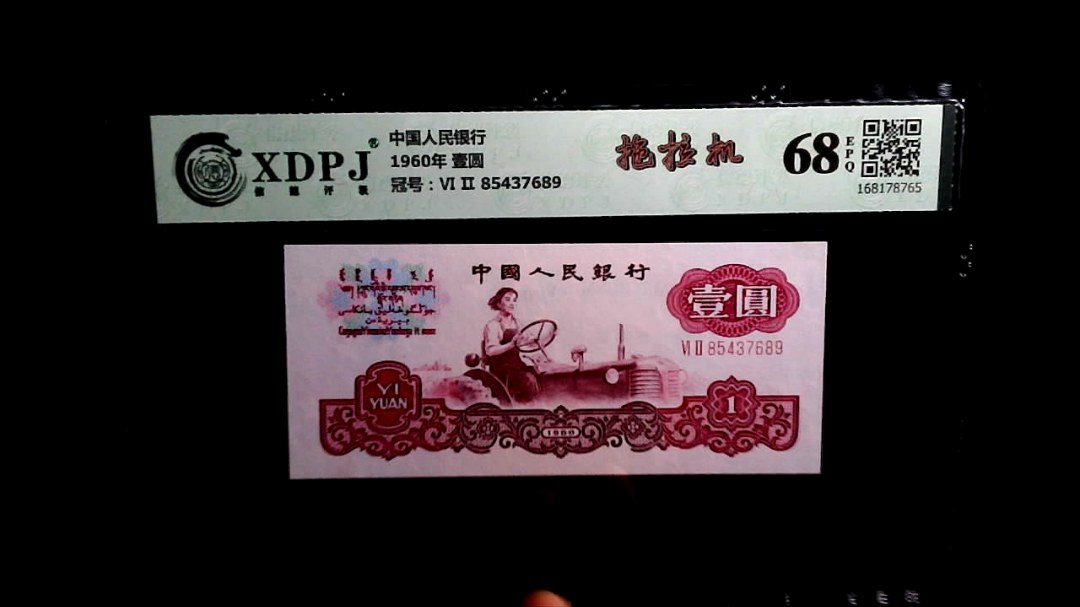 XDPJ®
中国人民银行
1960年 壹圆
冠号：Ⅵ Ⅱ 85437689
拖拉机
68
EPQ
168178765
中國人民銀行
壹圓
Ⅵ Ⅱ 85437689
YI
YUAN
1960
1